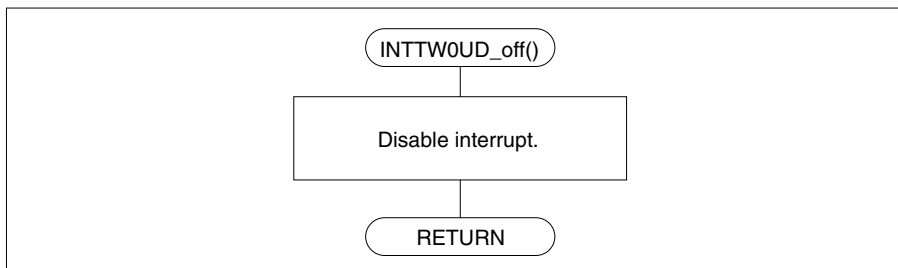 INTTW0UD_off()
Disable interrupt.
RETURN